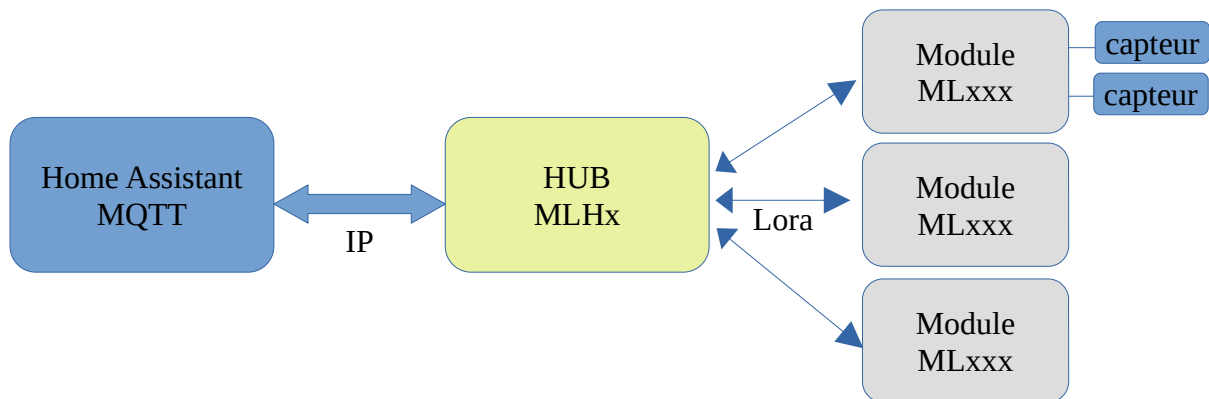 Home Assistant
MQTT
IP
HUB
MLHx
Lora
Module
MLxxx
capteur
capteur
Module
MLxxx
Module
MLxxx